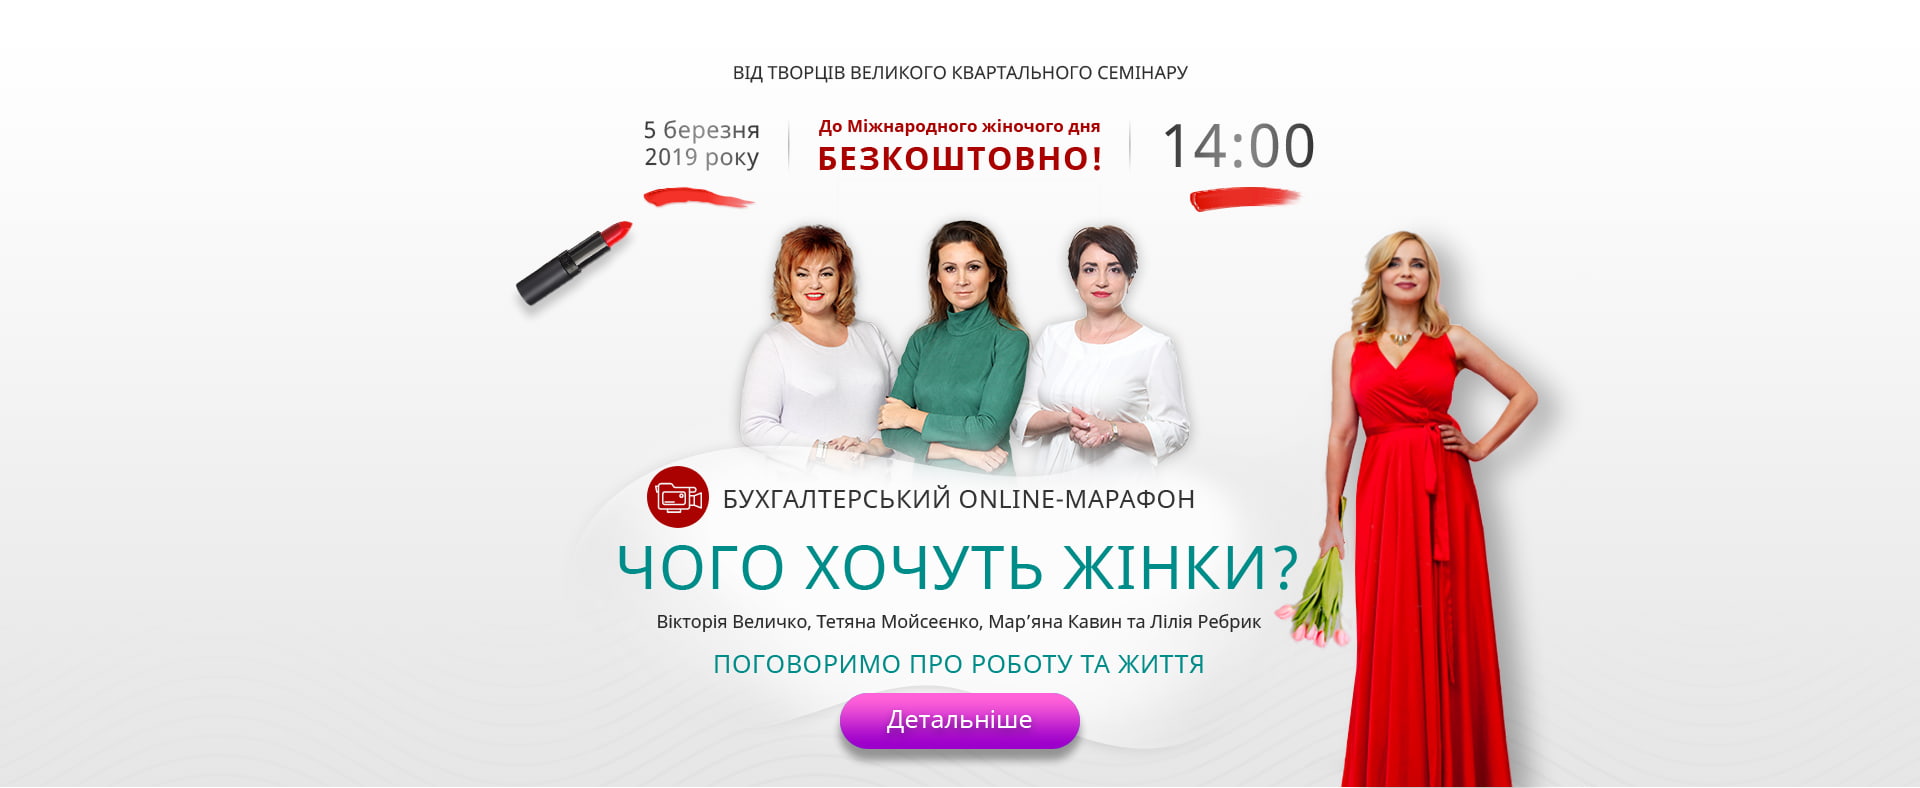 ВІД ТВОРЦІВ ВЕЛИКОГО КВАРТАЛЬНОГО СЕМІНАРУ
5 березня
2019 року
До Міжнародного жіночого дня
БЕЗКОШТОВНО!
14:00
БУХГАЛТЕРСЬКИЙ ONLINE-МАРАФОН
ЧОГО ХОЧУТЬ ЖІНКИ?
Вікторія Величко, Тетяна Мойсеєнко, Мар’яна Кавин та Лілія Ребрик
ПОГОВОРИМО ПРО РОБОТУ ТА ЖИТТЯ
Детальніше